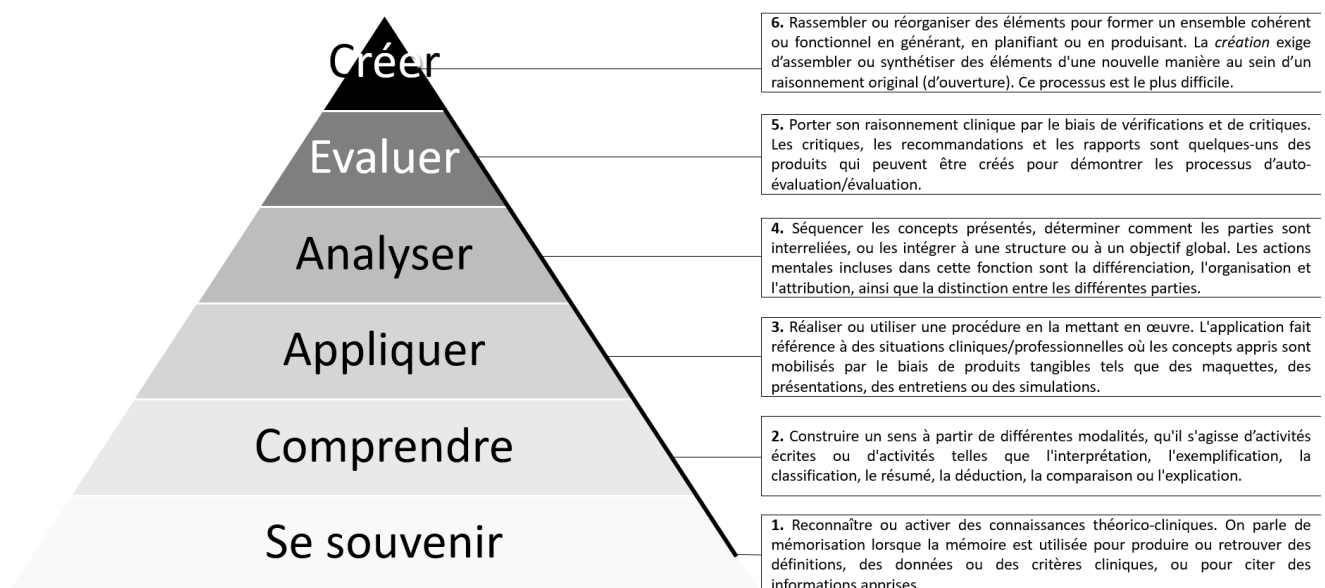 Créer
6. Rassembler ou réorganiser des éléments pour former un ensemble cohérent
ou fonctionnel en générant, en planifiant ou en produisant. La création exige
d’assembler ou synthétiser des éléments d'une nouvelle manière au sein d’un
raisonnement original (d’ouverture). Ce processus est le plus difficile.
Evaluer
5. Porter son raisonnement clinique par le biais de vérifications et de critiques.
Les critiques, les recommandations et les rapports sont quelques-uns des
produits qui peuvent être créés pour démontrer les processus d’auto-
évaluation/évaluation.
Analyser
4. Séquencer les concepts présentés, déterminer comment les parties sont
interreliées, ou les intégrer à une structure ou à un objectif global. Les actions
mentales incluses dans cette fonction sont la différenciation, l'organisation et
l'attribution, ainsi que la distinction entre les différentes parties.
Appliquer
3. Réaliser ou utiliser une procédure en la mettant en œuvre. L'application fait
référence à des situations cliniques/professionnelles où les concepts appris sont
mobilisés par le biais de produits tangibles tels que des maquettes, des
présentations, des entretiens ou des simulations.
Comprendre
2. Construire un sens à partir de différentes modalités, qu'il s'agisse d’activités
écrites ou d'activités telles que l'interprétation, l'exemplification, la
classification, le résumé, la déduction, la comparaison ou l'explication.
Se souvenir
1. Reconnaître ou activer des connaissances théorico-cliniques. On parle de
mémorisation lorsque la mémoire est utilisée pour produire ou retrouver des
définitions, des données ou des critères cliniques, ou pour citer des
informations apprises.